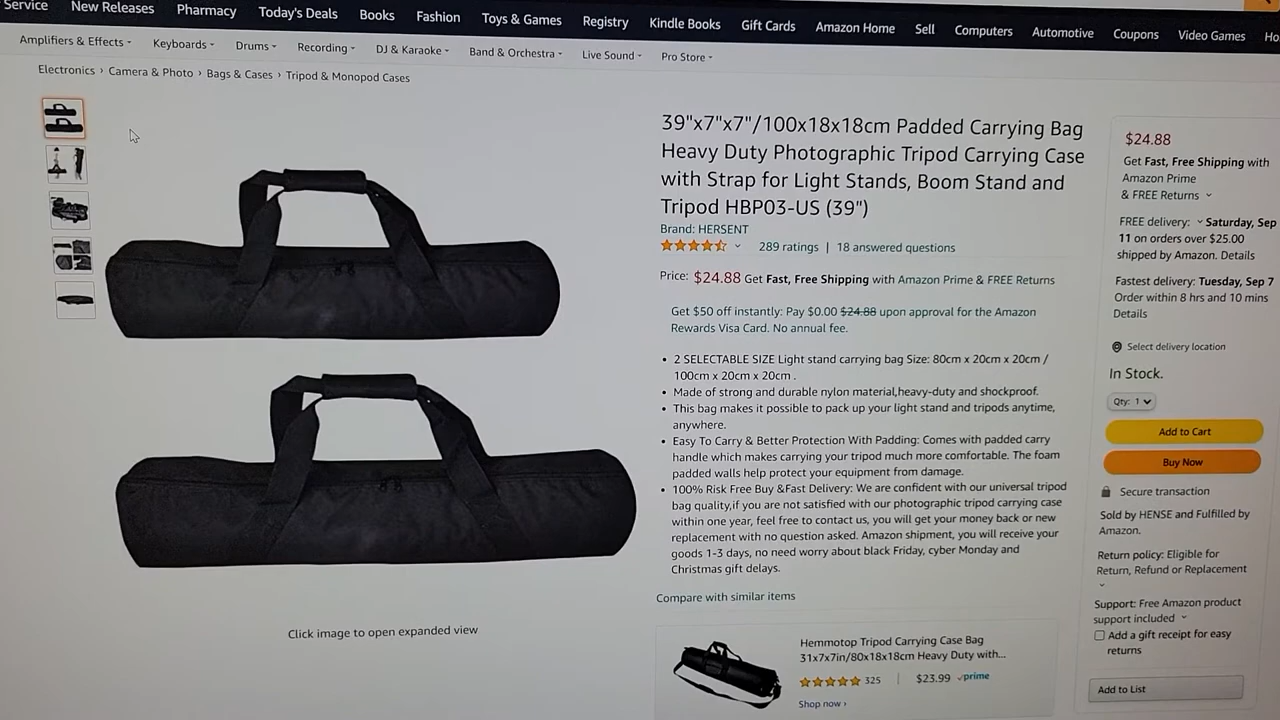 Service New Releases Pharmacy Today's Deals Books Fashion Toys & Games Registry Kindle Books Gift Cards Amazon Home Sell Computers Automotive Coupons Video Games
Amplifiers & Effects Keyboards Drums Recording DJ & Karaoke Band & Orchestra Live Sound Pro Store
Electronics › Camera & Photo › Bags & Cases › Tripod & Monopod Cases
39"x7"x7"/100x18x18cm Padded Carrying Bag
Heavy Duty Photographic Tripod Carrying Case
with Strap for Light Stands, Boom Stand and
Tripod HBP03-US (39")
Brand: HERSENT
289 ratings | 18 answered questions
Price: $24.88 Get Fast, Free Shipping with Amazon Prime & FREE Returns
Get $50 off instantly: Pay $0.00 $24.88 upon approval for the Amazon
Rewards Visa Card. No annual fee.
• 2 SELECTABLE SIZE Light stand carrying bag Size: 80cm x 20cm x 20cm /
100cm x 20cm x 20cm .
• Made of strong and durable nylon material,heavy-duty and shockproof.
• This bag makes it possible to pack up your light stand and tripods anytime,
anywhere.
• Easy To Carry & Better Protection With Padding: Comes with padded carry
handle which makes carrying your tripod much more comfortable. The foam
padded walls help protect your equipment from damage.
• 100% Risk Free Buy &Fast Delivery: We are confident with our universal tripod
bag quality,if you are not satisfied with our photographic tripod carrying case
within one year, feel free to contact us, you will get your money back or new
replacement with no question asked. Amazon shipment, you will receive your
goods 1-3 days, no need worry about black Friday, cyber Monday and
Christmas gift delays.
Compare with similar items
Click image to open expanded view
Hemmotop Tripod Carrying Case Bag
31x7x7in/80x18x18cm Heavy Duty with...
325 | $23.99 prime
Shop now ›
$24.88
Get Fast, Free Shipping with
Amazon Prime
& FREE Returns
FREE delivery: Saturday, Sep
11 on orders over $25.00
shipped by Amazon. Details
Fastest delivery: Tuesday, Sep 7
Order within 8 hrs and 10 mins
Details
Select delivery location
In Stock.
Qty: 1
Add to Cart
Buy Now
Secure transaction
Sold by HENSE and Fulfilled by
Amazon.
Return policy: Eligible for
Return, Refund or Replacement
Support: Free Amazon product
support included
Add a gift receipt for easy
returns
Add to List